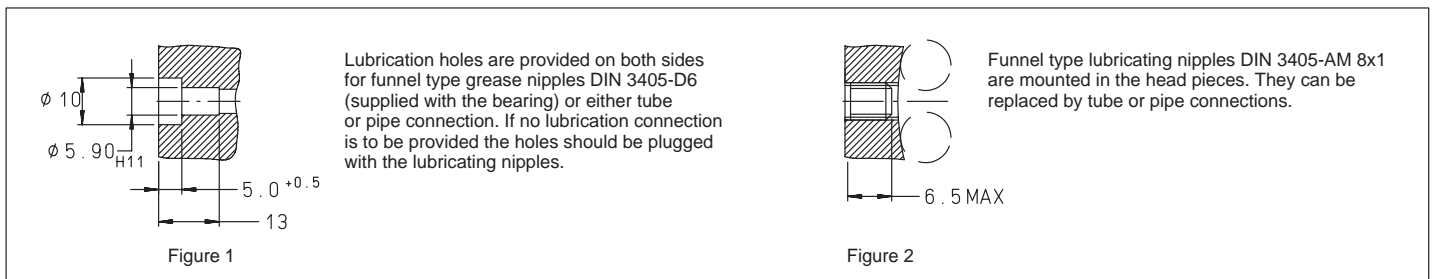 Lubrication holes are provided on both sides
for funnel type grease nipples DIN 3405-D6
(supplied with the bearing) or either tube
or pipe connection. If no lubrication connection
is to be provided the holes should be plugged
with the lubricating nipples.
ø 10
ø 5.90 H11
5.0 +0.5
13
Figure 1
Funnel type lubricating nipples DIN 3405-AM 8x1
are mounted in the head pieces. They can be
replaced by tube or pipe connections.
6.5 MAX
Figure 2